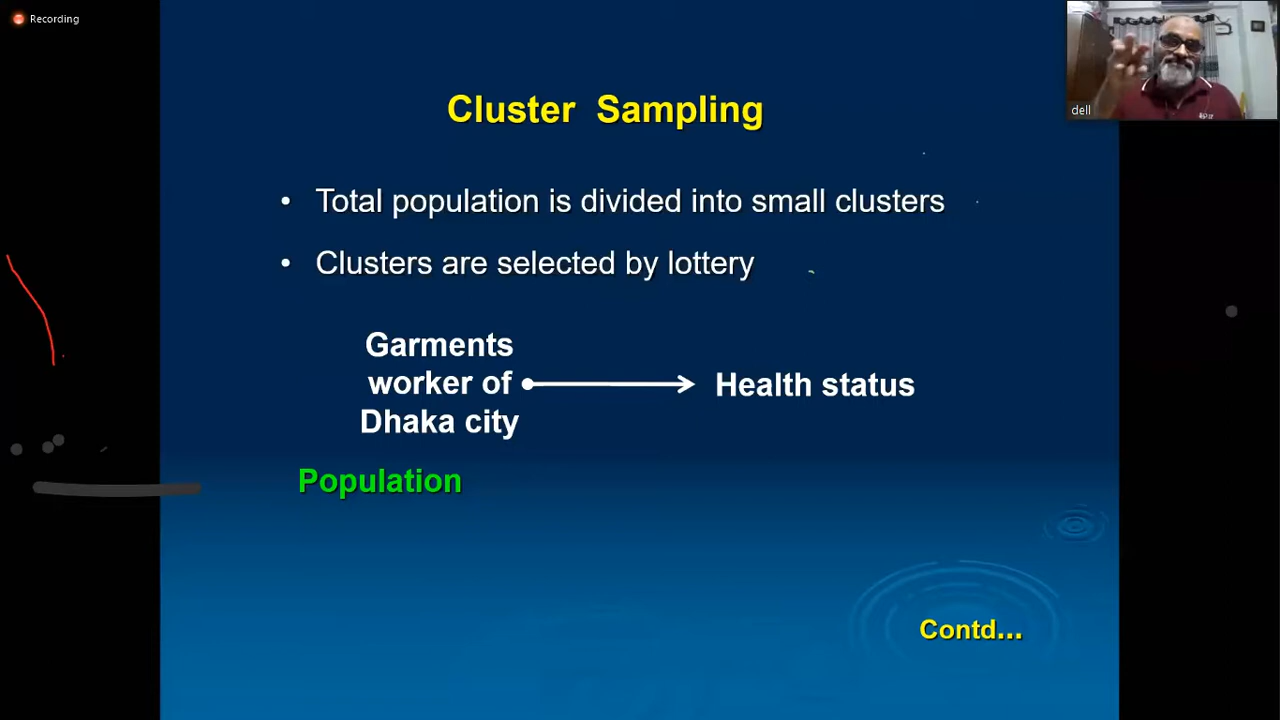 Recording
dell
Cluster Sampling
• Total population is divided into small clusters
• Clusters are selected by lottery
Garments
worker of
Dhaka city
Health status
Population
Contd...